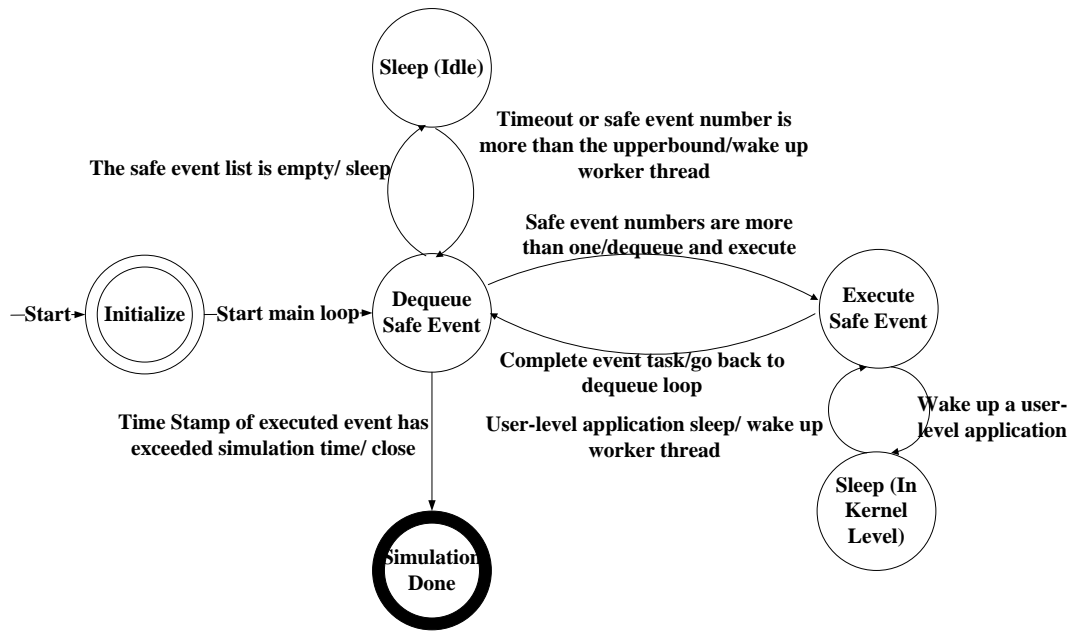 Sleep (Idle)
Timeout or safe event number is
more than the upperbound/wake up
worker thread
The safe event list is empty/ sleep
Safe event numbers are more
than one/dequeue and execute
Start
Initialize
Start main loop
Dequeue
Safe Event
Execute
Safe Event
Complete event task/go back to
dequeue loop
Time Stamp of executed event has
exceeded simulation time/ close
User-level application sleep/ wake up
worker thread
Wake up a user-
level application
Sleep (In
Kernel
Level)
Simulation
Done